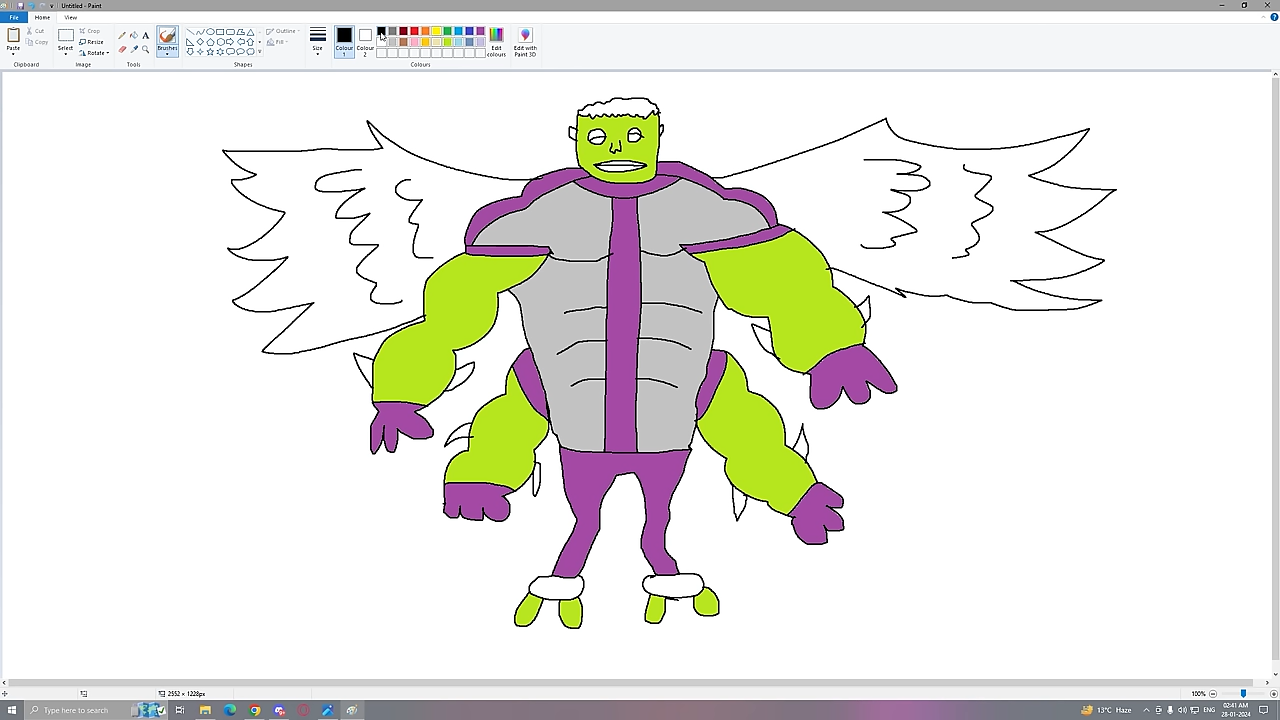 Untitled - Paint
File Home View
Paste Cut Copy
Select Crop Resize Rotate
Brushes
Outline
Fill
Size
Colour 1
Colour 2
Edit colours
Edit with Paint 3D
Clipboard Image Tools Shapes Colours
2552 × 1228px
100%
Type here to search
13°C Haze
ENG
02:41 AM
28-01-2024